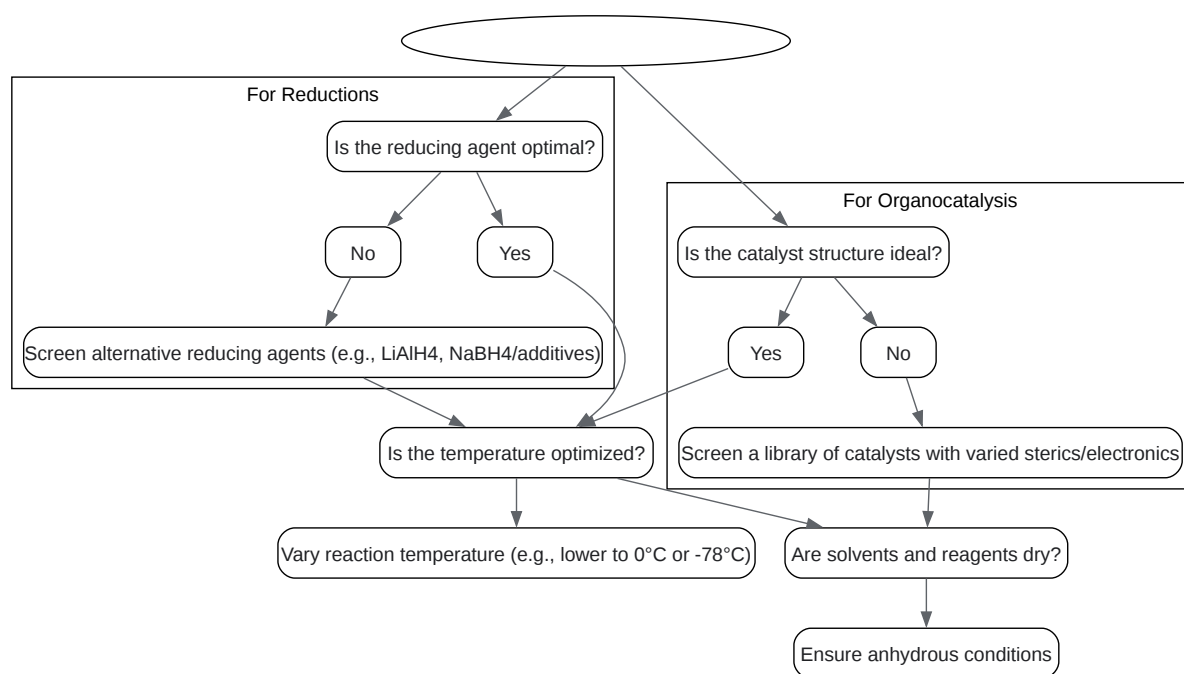 For Reductions
Is the reducing agent optimal?
For Organocatalysis
No
Yes
Is the catalyst structure ideal?
Screen alternative reducing agents (e.g., LiAlH4, NaBH4/additives)
Yes
No
Is the temperature optimized?
Screen a library of catalysts with varied sterics/electronics
Vary reaction temperature (e.g., lower to 0°C or -78°C)
Are solvents and reagents dry?
Ensure anhydrous conditions